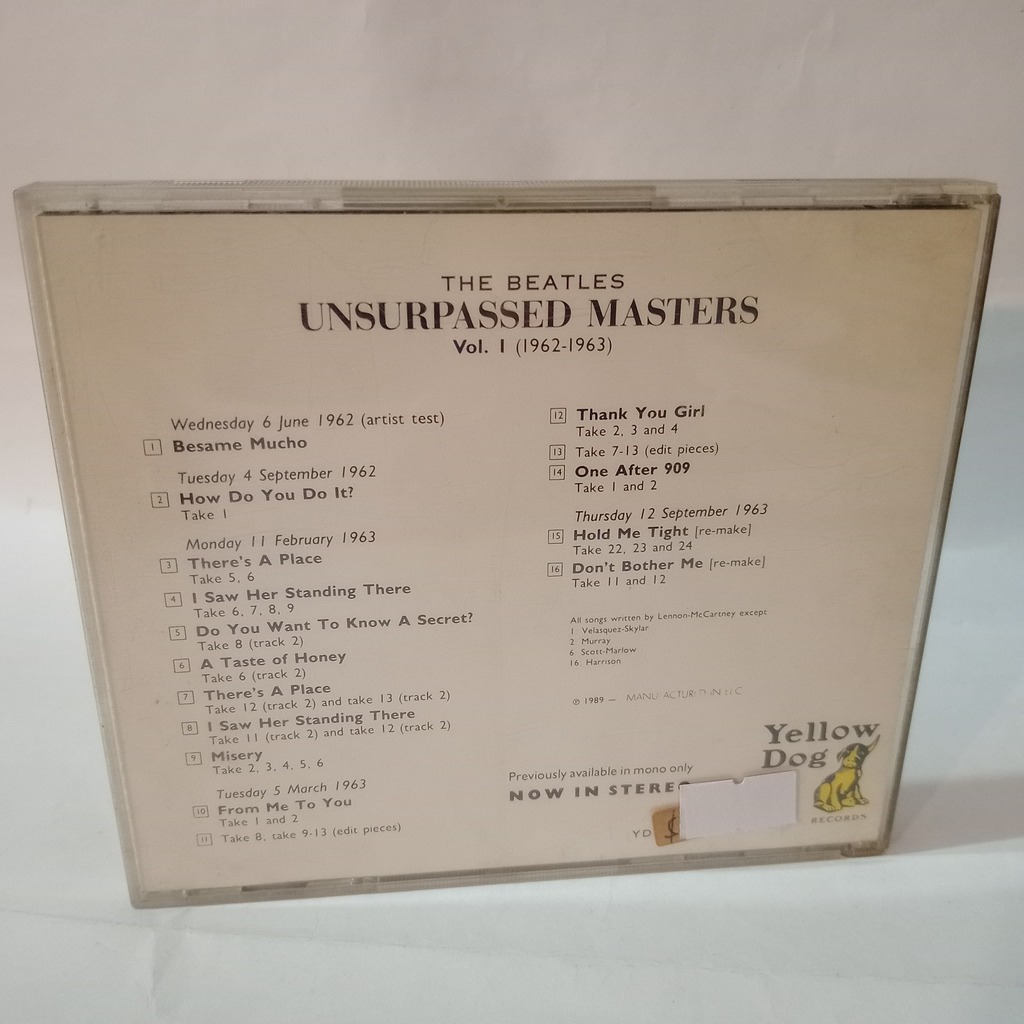 THE BEATLES
UNSURPASSED MASTERS
Vol. 1 (1962-1963)
Wednesday 6 June 1962 (artist test)
1 Besame Mucho
Tuesday 4 September 1962
2 How Do You Do It?
Take 1
Monday 11 February 1963
3 There's A Place
Take 5, 6
4 I Saw Her Standing There
Take 6, 7, 8, 9
5 Do You Want To Know A Secret?
Take 8 (track 2)
6 A Taste of Honey
Take 6 (track 2)
7 There's A Place
Take 12 (track 2) and take 13 (track 2)
8 I Saw Her Standing There
Take 11 (track 2) and take 12 (track 2)
9 Misery
Take 2, 3, 4, 5, 6
Tuesday 5 March 1963
10 From Me To You
Take 1 and 2
11 Take 8, take 9-13 (edit pieces)
12 Thank You Girl
Take 2, 3 and 4
13 Take 7-13 (edit pieces)
14 One After 909
Take 1 and 2
Thursday 12 September 1963
15 Hold Me Tight [re-make]
Take 22, 23 and 24
16 Don't Bother Me [re-make]
Take 11 and 12
All songs written by Lennon-McCartney except
1 Velasquez-Skylar
2 Murray
6 Scott-Marlow
16. Harrison
℗ 1989 — MANUFACTURED IN EEC
Previously available in mono only
NOW IN STEREO
YD
$
Yellow
Dog
RECORDS